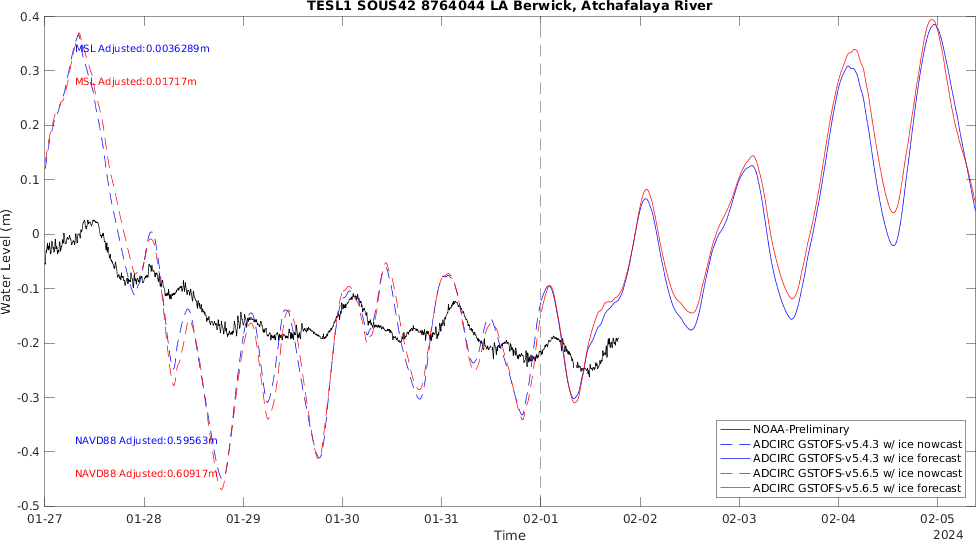 TESL1 SOUS42 8764044 LA Berwick, Atchafalaya River
MSL Adjusted:0.0036289m
MSL Adjusted:0.01717m
NAVD88 Adjusted:0.59563m
NAVD88 Adjusted:0.60917m
Water Level (m)
0.4
0.3
0.2
0.1
0
-0.1
-0.2
-0.3
-0.4
-0.5
NOAA-Preliminary
ADCIRC GSTOFS-v5.4.3 w/ ice nowcast
ADCIRC GSTOFS-v5.4.3 w/ ice forecast
ADCIRC GSTOFS-v5.6.5 w/ ice nowcast
ADCIRC GSTOFS-v5.6.5 w/ ice forecast
01-27 01-28 01-29 01-30 01-31 02-01 02-02 02-03 02-04 02-05
2024
Time